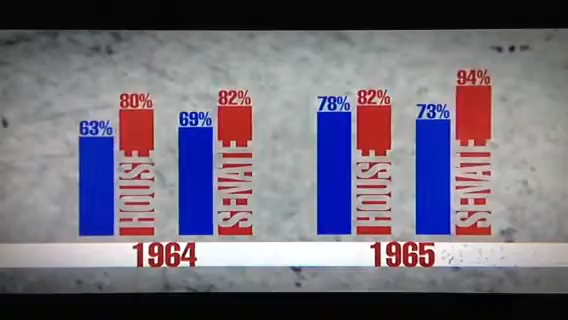 63%
80%
HOUSE
69%
82%
SENATE
1964
78%
82%
HOUSE
73%
94%
SENATE
1965